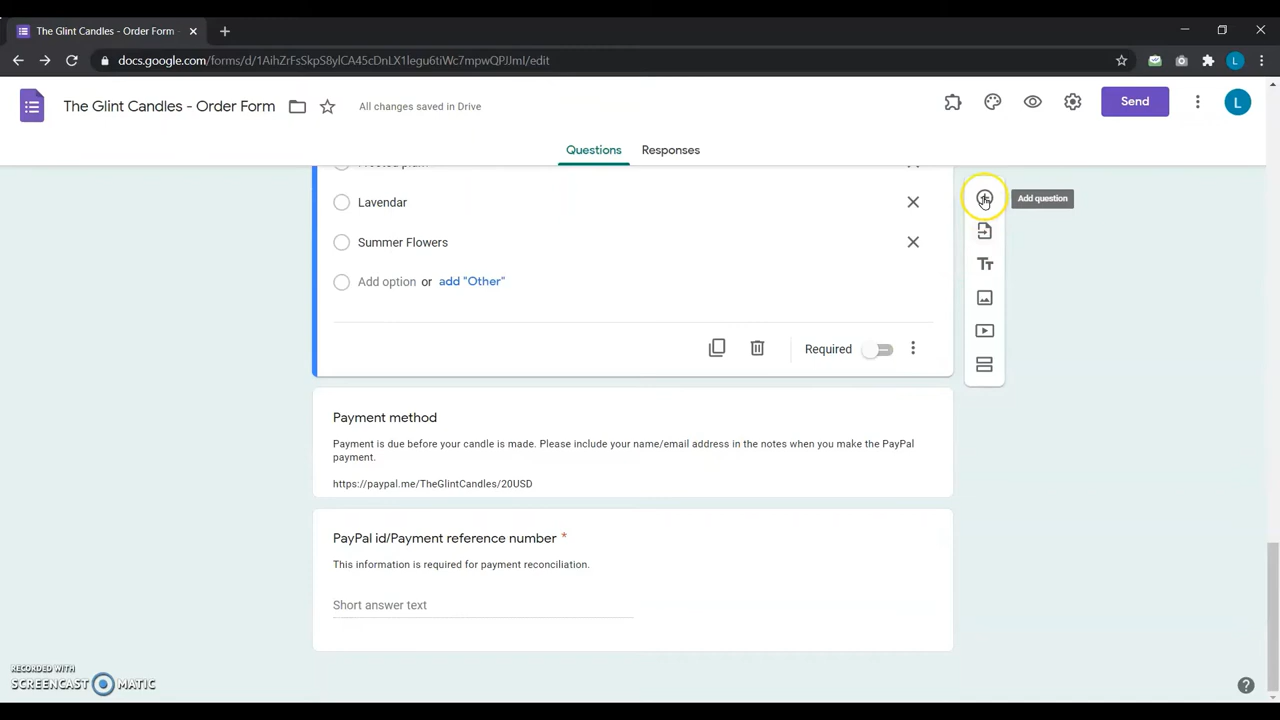 The Glint Candles - Order Form
docs.google.com/forms/d/1AihZrFsSkpS8ylCA45cDnLX1legu6tiWc7mpwQPJJmI/edit
L
The Glint Candles - Order Form
All changes saved in Drive
Send
L
Questions
Responses
Add question
Lavendar
Summer Flowers
Add option or add "Other"
Required
Payment method
Payment is due before your candle is made. Please include your name/email address in the notes when you make the PayPal
payment.
https://paypal.me/TheGlintCandles/20USD
PayPal id/Payment reference number *
This information is required for payment reconciliation.
Short answer text
RECORDED WITH
SCREENCAST MATIC